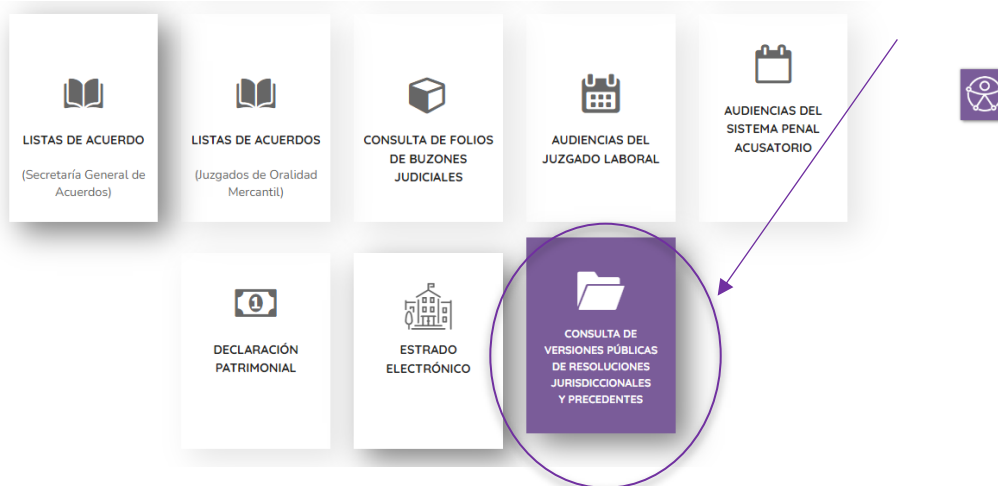 LISTAS DE ACUERDO
(Secretaría General de
Acuerdos)
LISTAS DE ACUERDOS
(Juzgados de Oralidad
Mercantil)
CONSULTA DE FOLIOS
DE BUZONES
JUDICIALES
AUDIENCIAS DEL
JUZGADO LABORAL
AUDIENCIAS DEL
SISTEMA PENAL
ACUSATORIO
DECLARACIÓN
PATRIMONIAL
ESTRADO
ELECTRÓNICO
CONSULTA DE
VERSIONES PÚBLICAS
DE RESOLUCIONES
JURISDICCIONALES
Y PRECEDENTES